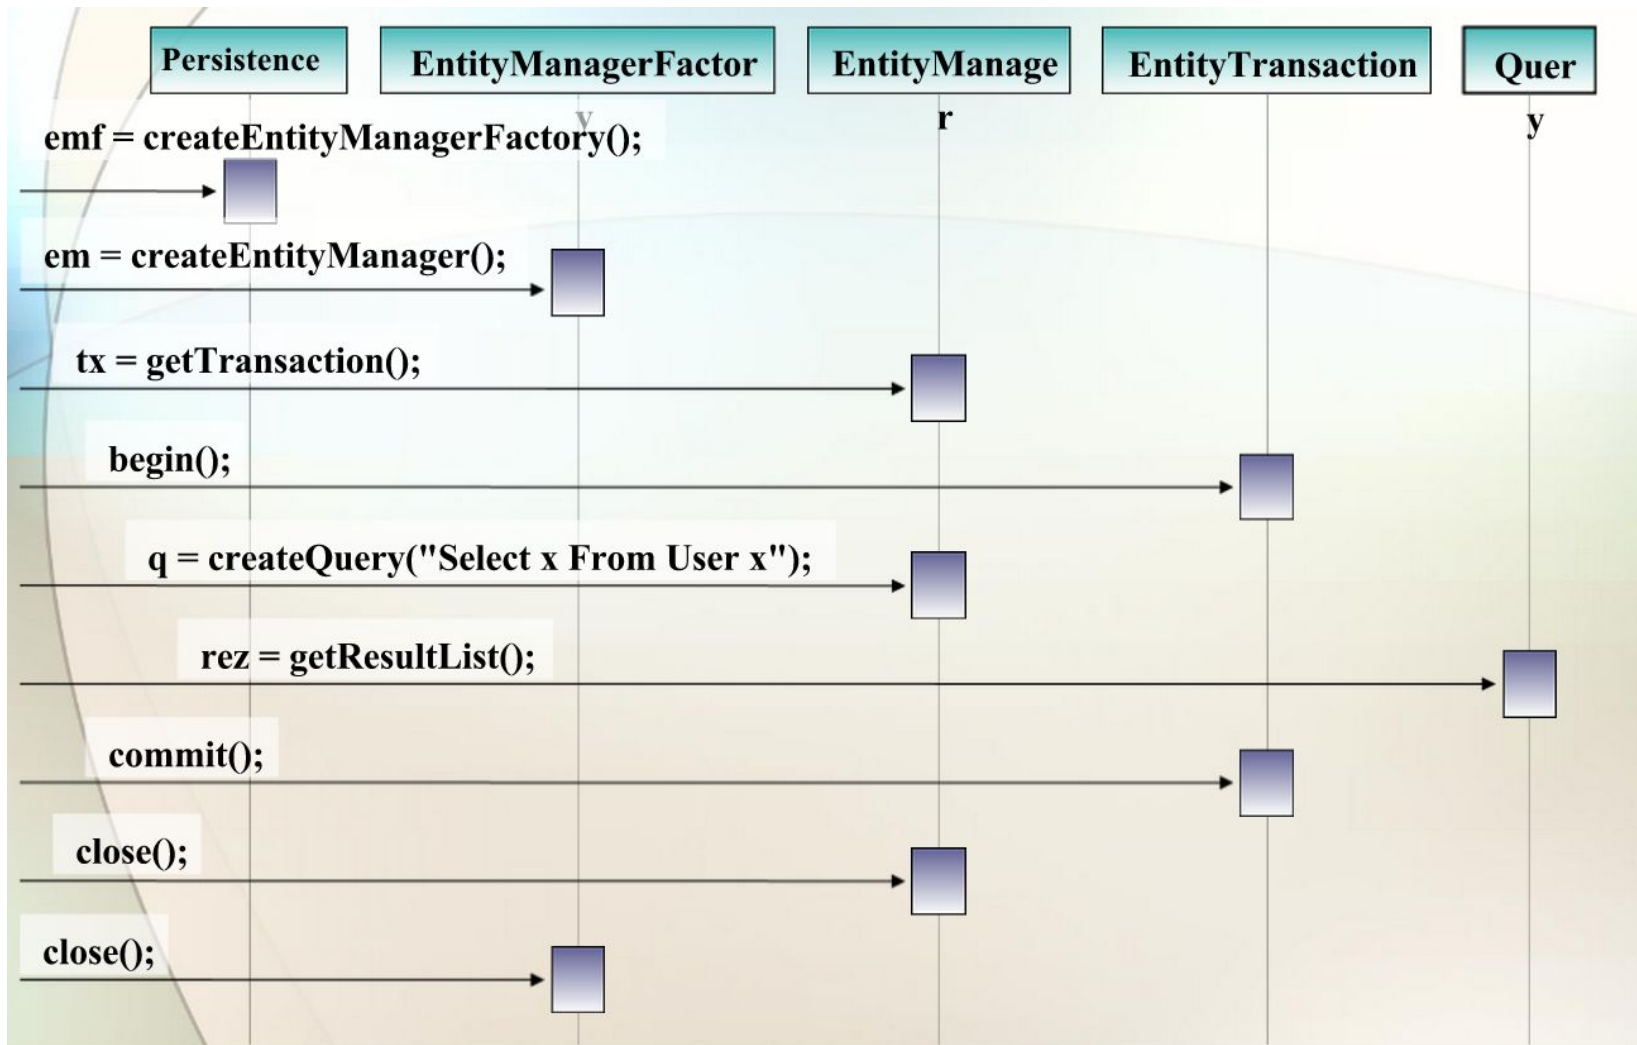 Persistence
EntityManagerFactor
y
EntityManage
r
EntityTransaction
Quer
y
emf = createEntityManagerFactory();
em = createEntityManager();
tx = getTransaction();
begin();
q = createQuery("Select x From User x");
rez = getResultList();
commit();
close();
close();